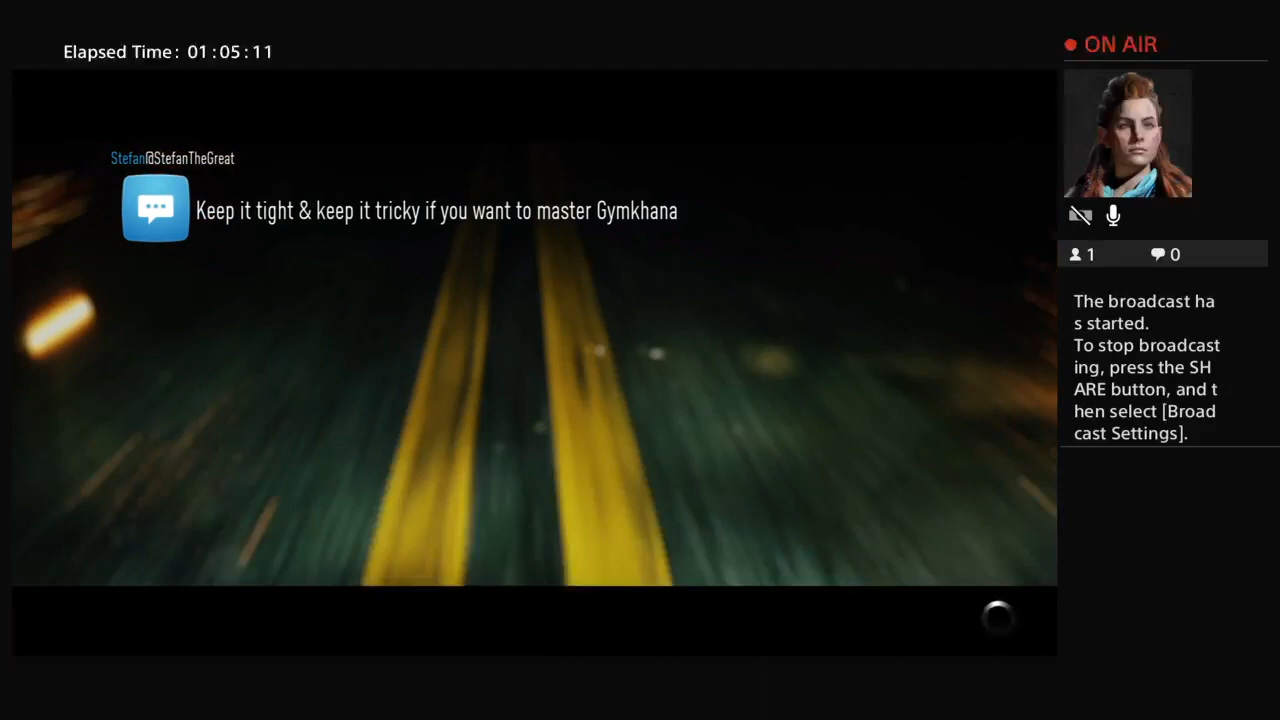 Elapsed Time: 01:05:11
ON AIR
Stefan@StefanTheGreat
Keep it tight & keep it tricky if you want to master Gymkhana
1 0
The broadcast ha
s started.
To stop broadcast
ing, press the SH
ARE button, and t
hen select [Broad
cast Settings].